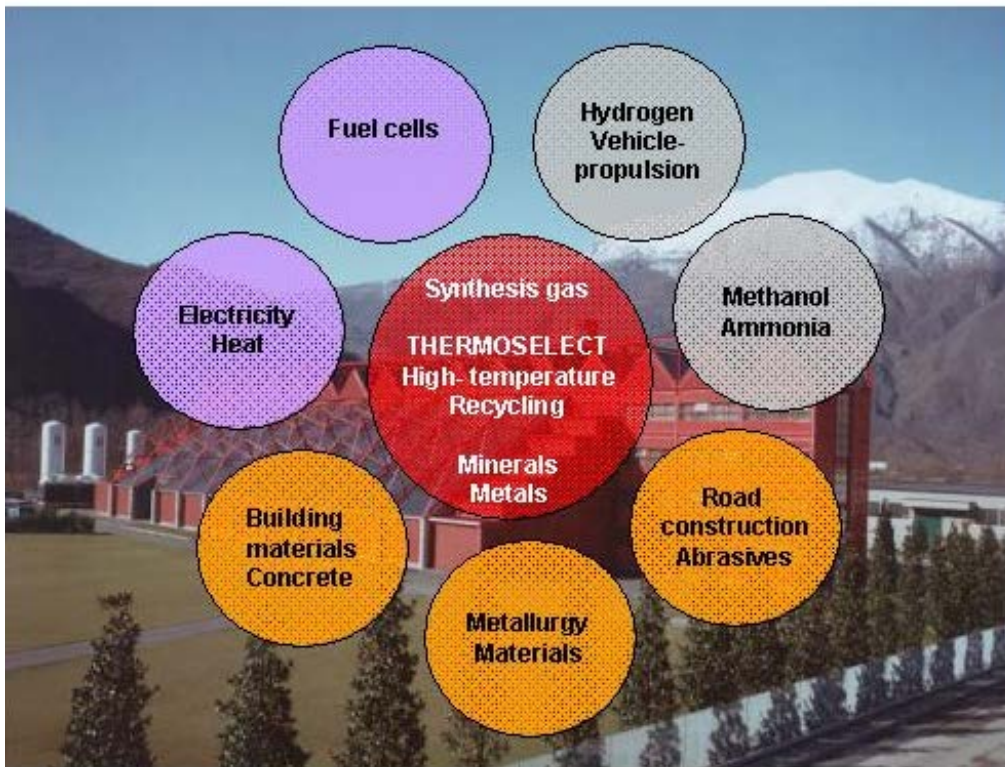 Fuel cells
Hydrogen
Vehicle-
propulsion
Electricity
Heat
Synthesis gas
THERMOSELECT
High- temperature
Recycling
Minerals
Metals
Methanol
Ammonia
Building
materials
Concrete
Metallurgy
Materials
Road
construction
Abrasives